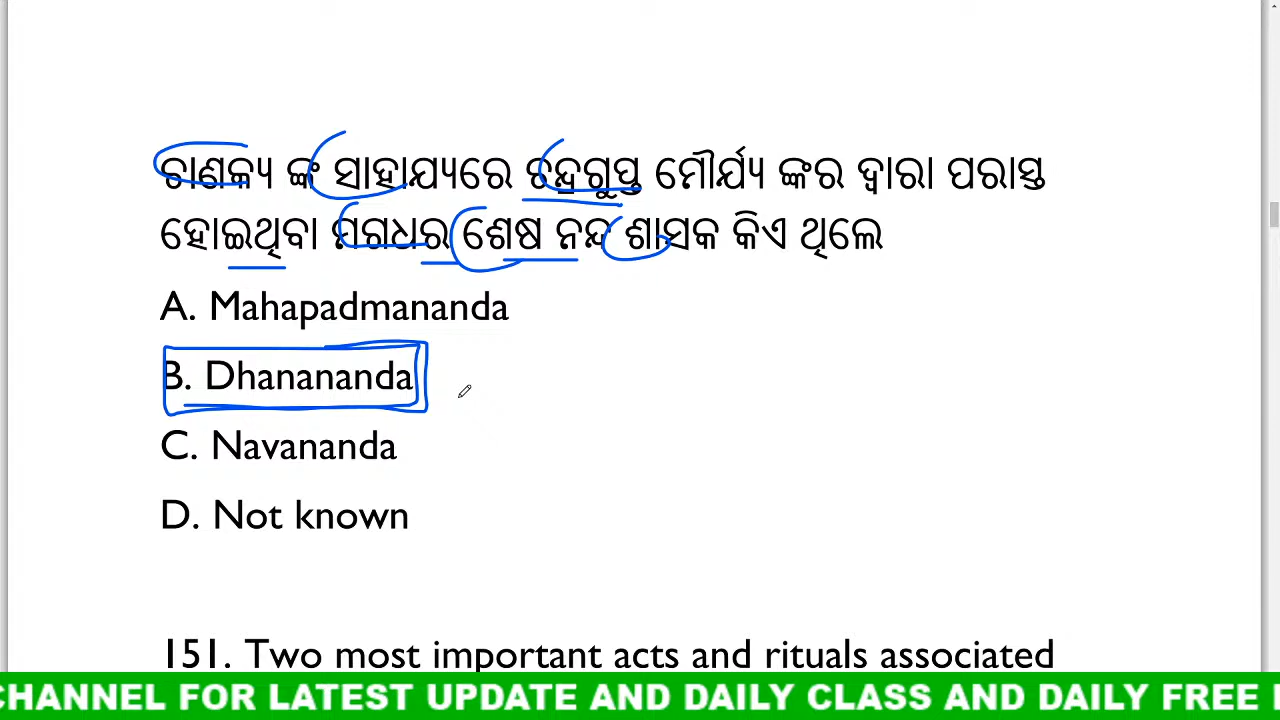 ଚାଣକ୍ୟ ଙ୍କ ସାହାଯ୍ୟରେ ଚନ୍ଦ୍ରଗୁପ୍ତ ମୌର୍ଯ୍ୟ ଙ୍କର ଦ୍ୱାରା ପରାସ୍ତ
ହୋଇଥିବା ମଗଧର ଶେଷ ନନ୍ଦ ଶାସକ କିଏ ଥିଲେ
A. Mahapadmananda
B. Dhanananda
C. Navananda
D. Not known
151. Two most important acts and rituals associated
CHANNEL FOR LATEST UPDATE AND DAILY CLASS AND DAILY FREE